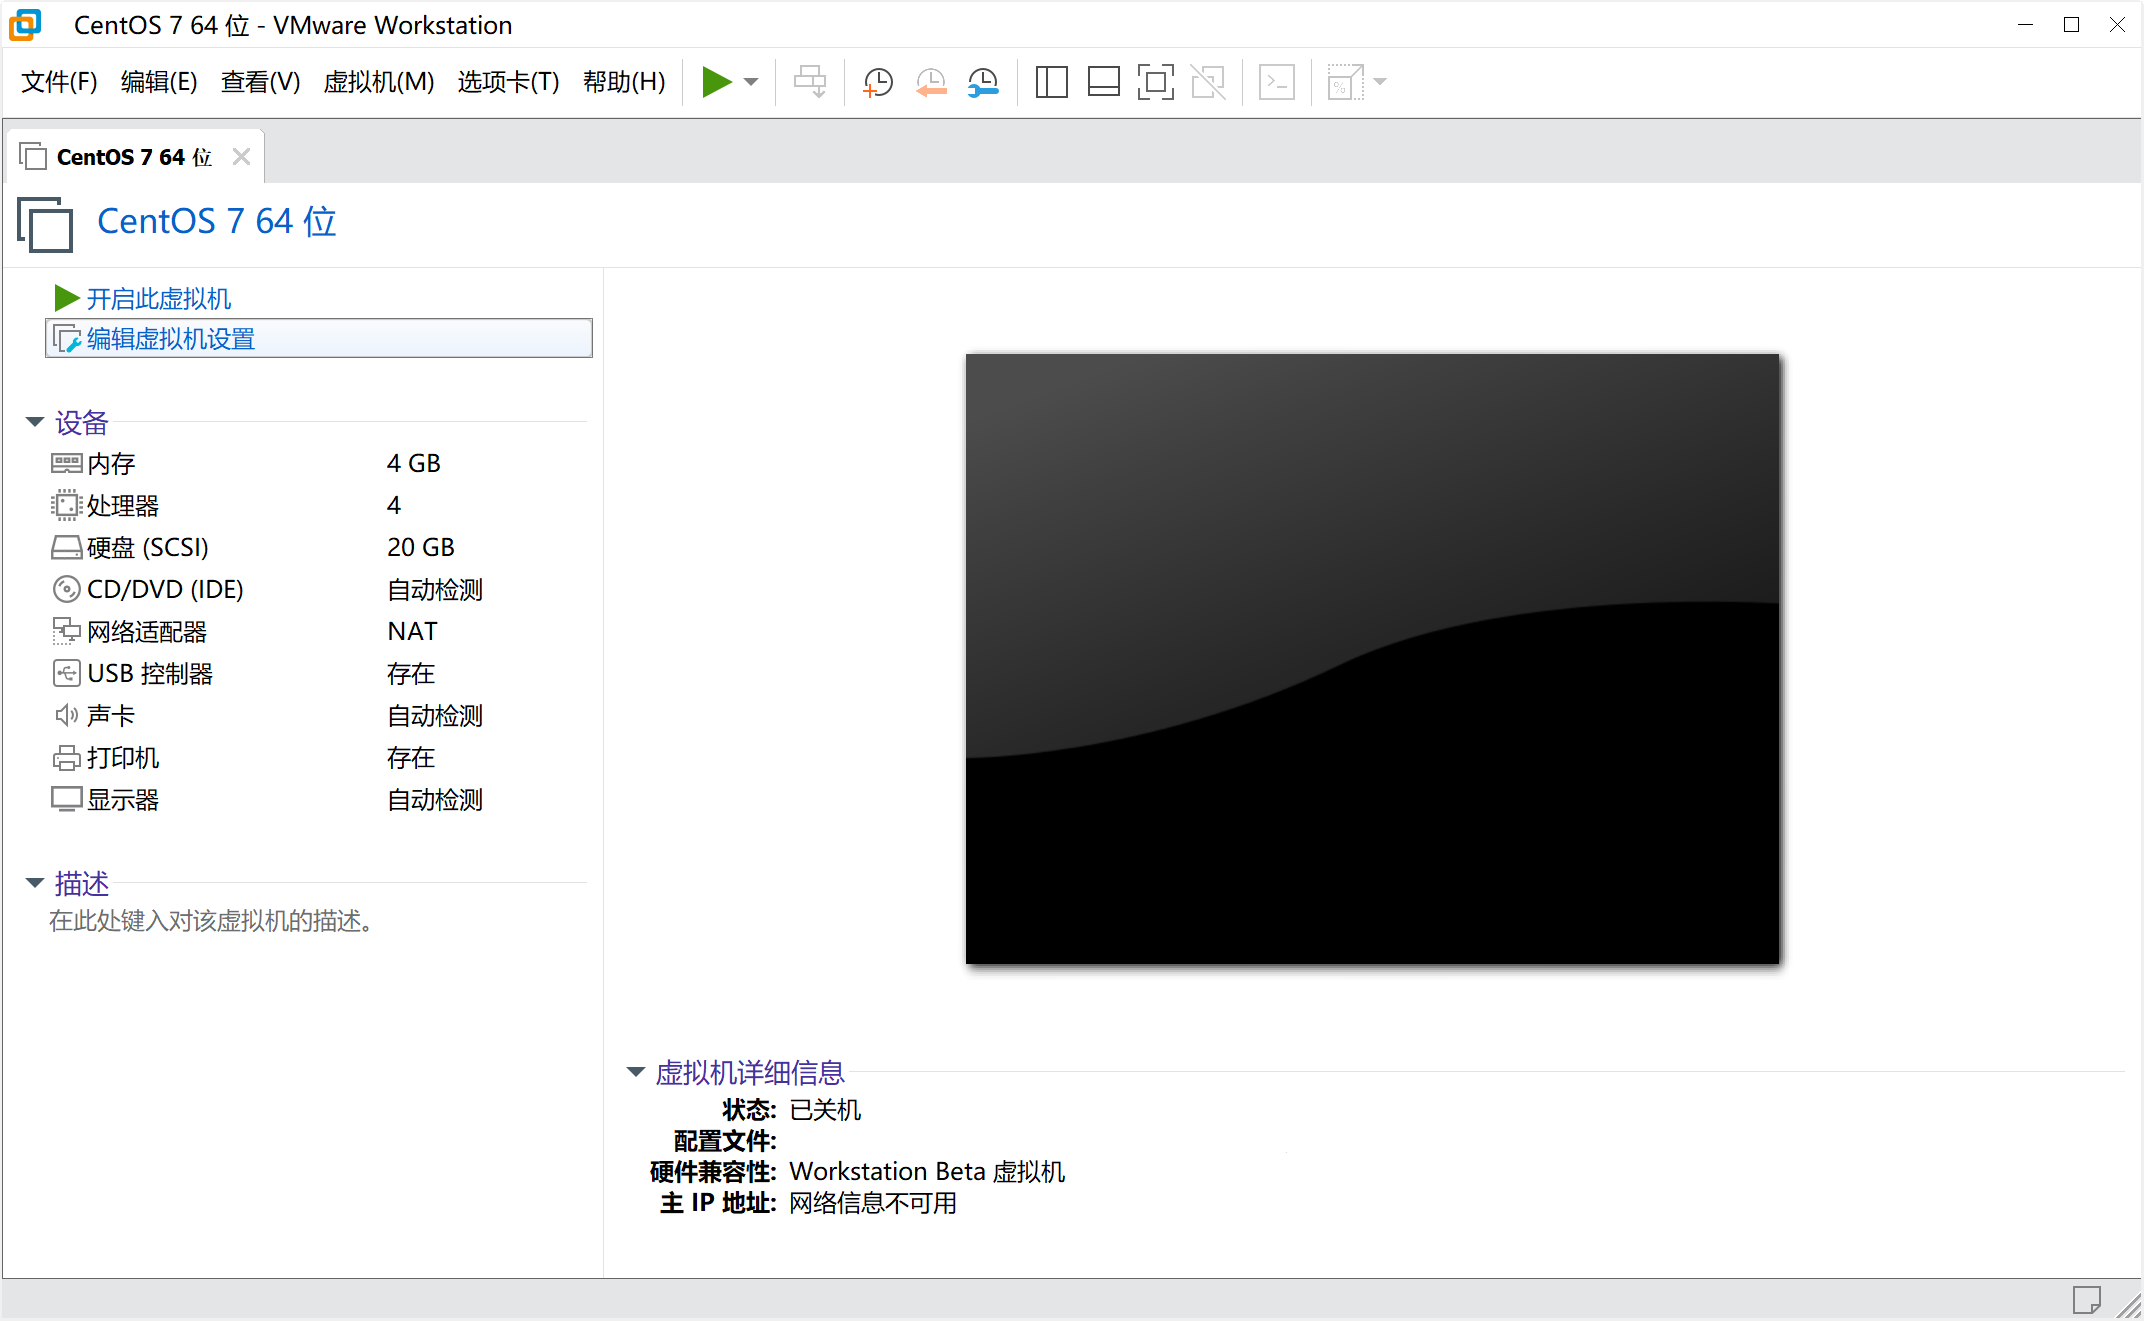 CentOS 7 64 位 - VMware Workstation
文件(F) 编辑(E) 查看(V) 虚拟机(M) 选项卡(T) 帮助(H)
CentOS 7 64 位
CentOS 7 64 位
开启此虚拟机
编辑虚拟机设置
设备
内存 4 GB
处理器 4
硬盘 (SCSI) 20 GB
CD/DVD (IDE) 自动检测
网络适配器 NAT
USB 控制器 存在
声卡 自动检测
打印机 存在
显示器 自动检测
描述
在此处键入对该虚拟机的描述。
虚拟机详细信息
状态: 已关机
配置文件:
硬件兼容性: Workstation Beta 虚拟机
主 IP 地址: 网络信息不可用